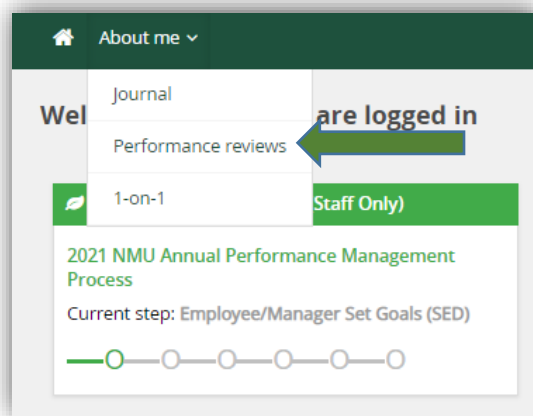 About me
Journal
Wel are logged in
Performance reviews
1-on-1 Staff Only)
2021 NMU Annual Performance Management
Process
Current step: Employee/Manager Set Goals (SED)